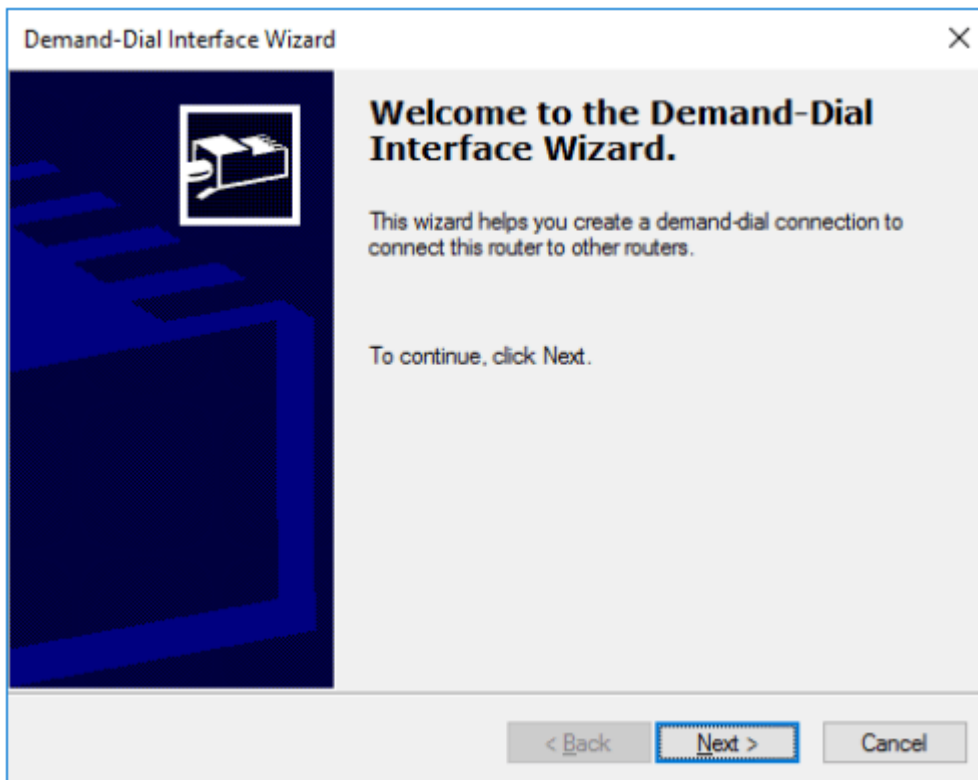 Demand-Dial Interface Wizard
Welcome to the Demand-Dial
Interface Wizard.
This wizard helps you create a demand-dial connection to
connect this router to other routers.
To continue, click Next.
< Back
Next >
Cancel